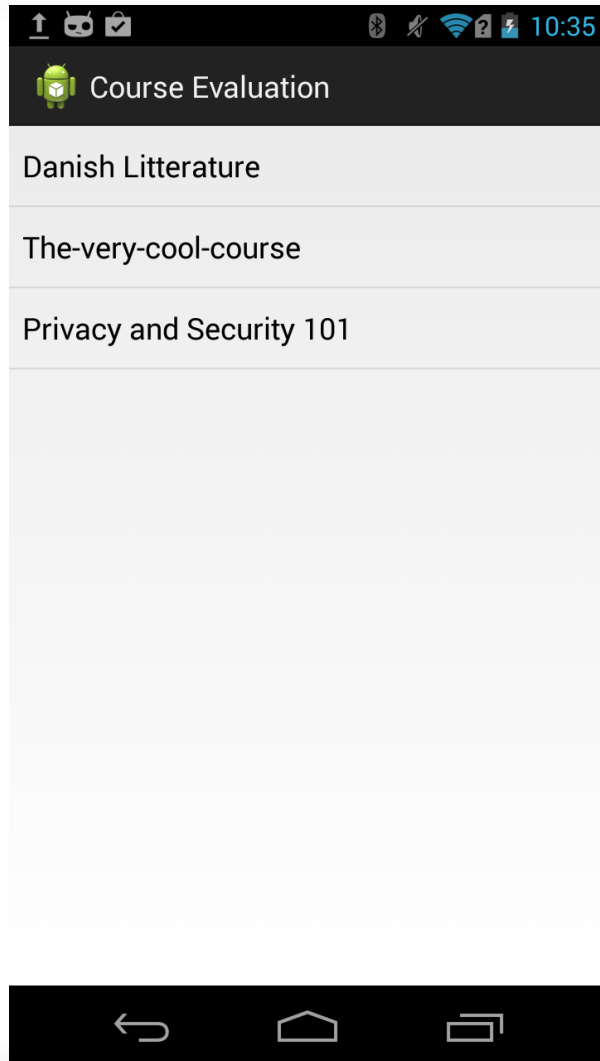 10:35
Course Evaluation
Danish Litterature
The-very-cool-course
Privacy and Security 101